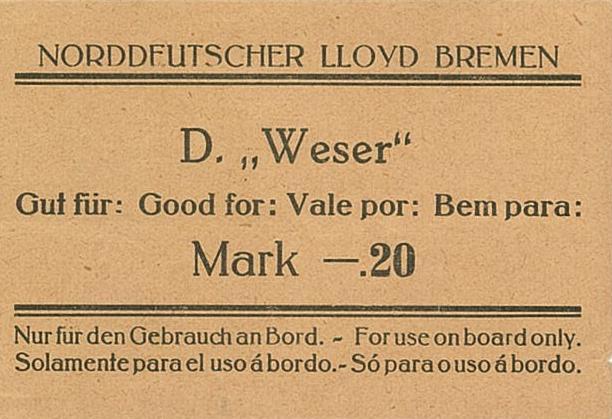 NORDDEUTSCHER LLOYD BREMEN
D. „Weser“
Gut für: Good for: Vale por: Bem para:
Mark —.20
Nur für den Gebrauch an Bord. - For use on board only.
Solamente para el uso á bordo.- Só para o uso á bordo.